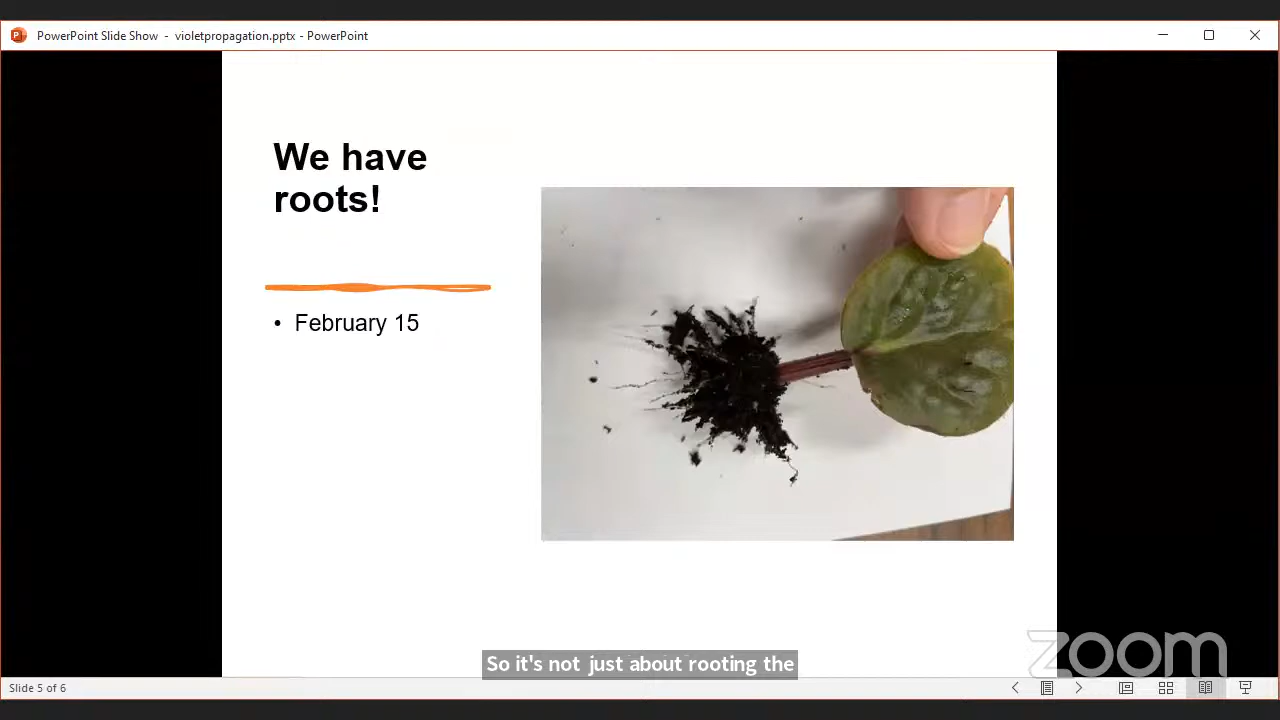 PowerPoint Slide Show - violetpropagation.pptx - PowerPoint
We have
roots!
• February 15
So it's not just about rooting the
zoom
Slide 5 of 6